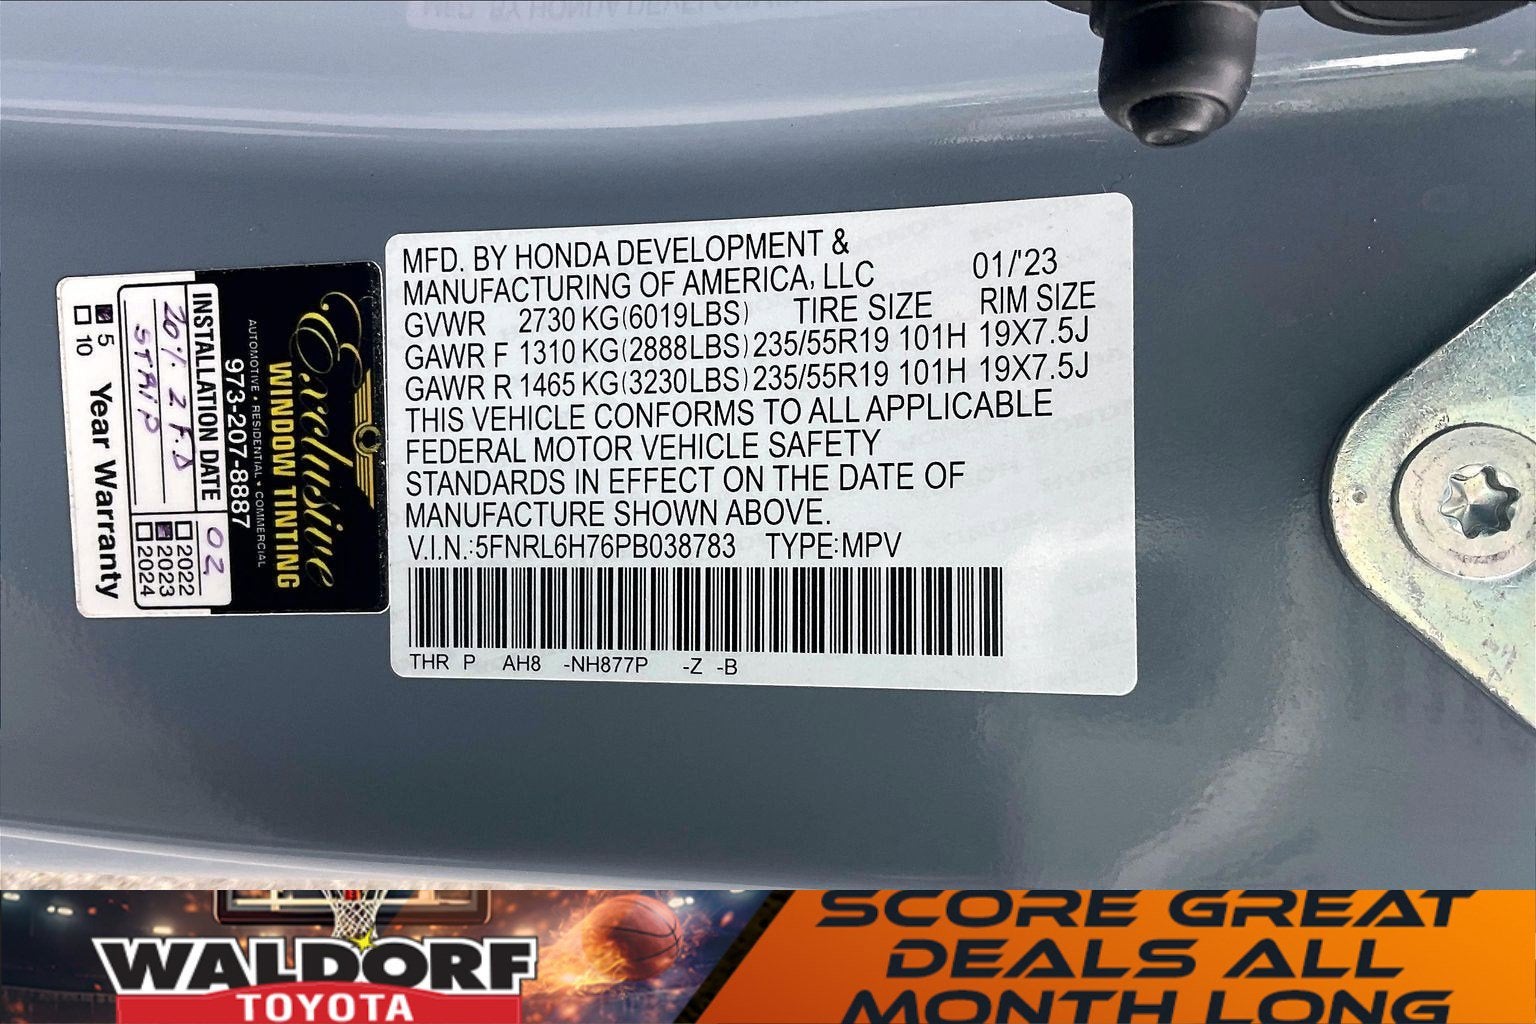 MFD. BY HONDA DEVELOPMENT &
MANUFACTURING OF AMERICA, LLC 01/'23
GVWR 2730 KG(6019LBS) TIRE SIZE RIM SIZE
GAWR F 1310 KG(2888LBS) 235/55R19 101H 19X7.5J
GAWR R 1465 KG(3230LBS) 235/55R19 101H 19X7.5J
THIS VEHICLE CONFORMS TO ALL APPLICABLE
FEDERAL MOTOR VEHICLE SAFETY
STANDARDS IN EFFECT ON THE DATE OF
MANUFACTURE SHOWN ABOVE.
V.I.N.:5FNRL6H76PB038783 TYPE:MPV
THR P AH8 -NH877P -Z -B
Exclusive
WINDOW TINTING
AUTOMOTIVE • RESIDENTIAL • COMMERCIAL
973-207-8887
INSTALLATION DATE 02
20% 2 F.D
STRIP
2022
2023
2024
5
10
Year Warranty
WALDORF
TOYOTA
SCORE GREAT
DEALS ALL
MONTH LONG